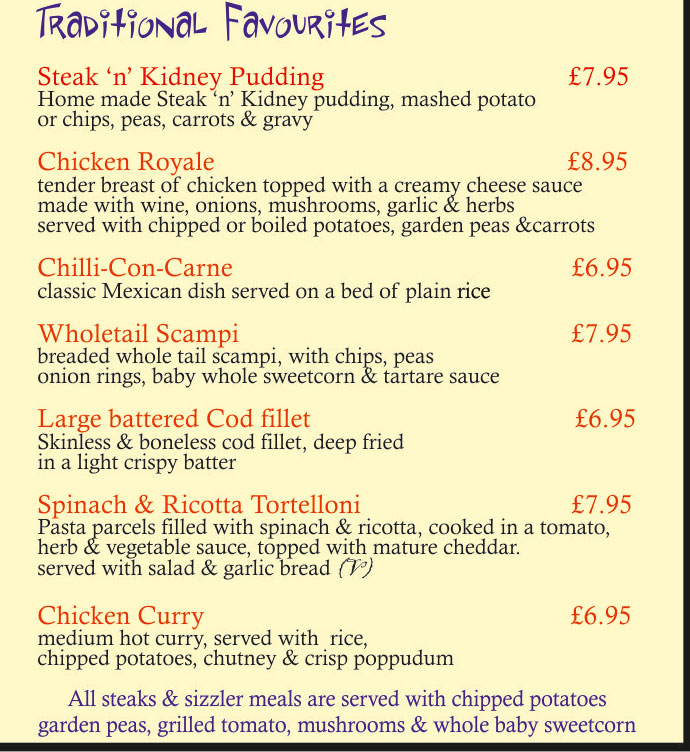 Traditional Favourites
Steak ‘n’ Kidney Pudding £7.95
Home made Steak ‘n’ Kidney pudding, mashed potato
or chips, peas, carrots & gravy
Chicken Royale £8.95
tender breast of chicken topped with a creamy cheese sauce
made with wine, onions, mushrooms, garlic & herbs
served with chipped or boiled potatoes, garden peas &carrots
Chilli-Con-Carne £6.95
classic Mexican dish served on a bed of plain rice
Wholetail Scampi £7.95
breaded whole tail scampi, with chips, peas
onion rings, baby whole sweetcorn & tartare sauce
Large battered Cod fillet £6.95
Skinless & boneless cod fillet, deep fried
in a light crispy batter
Spinach & Ricotta Tortelloni £7.95
Pasta parcels filled with spinach & ricotta, cooked in a tomato,
herb & vegetable sauce, topped with mature cheddar.
served with salad & garlic bread (V)
Chicken Curry £6.95
medium hot curry, served with  rice,
chipped potatoes, chutney & crisp poppudum
All steaks & sizzler meals are served with chipped potatoes
garden peas, grilled tomato, mushrooms & whole baby sweetcorn